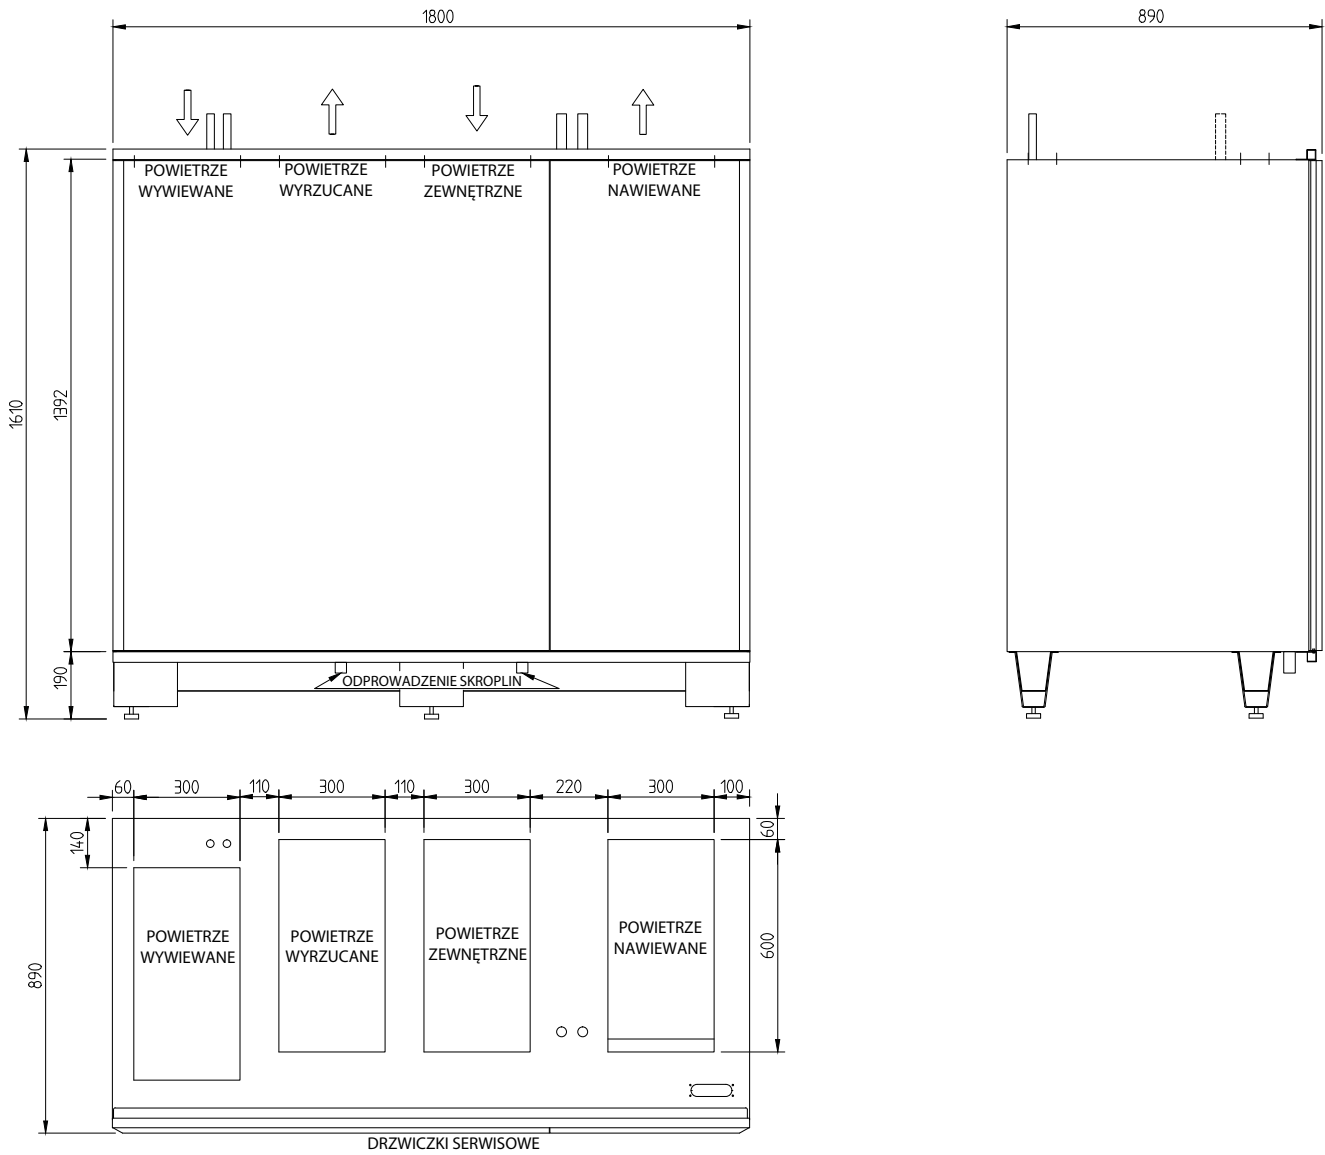 1800
890
POWIETRZE
WYWIEWANE
POWIETRZE
WYRZUCANE
POWIETRZE
ZEWNĘTRZNE
POWIETRZE
NAWIEWANE
1610
1392
190
ODPROWADZENIE SKROPLIN
60 300 110 300 110 300 220 300 100
140
60
POWIETRZE
WYWIEWANE
POWIETRZE
WYRZUCANE
POWIETRZE
ZEWNĘTRZNE
POWIETRZE
NAWIEWANE
600
890
DRZWICZKI SERWISOWE